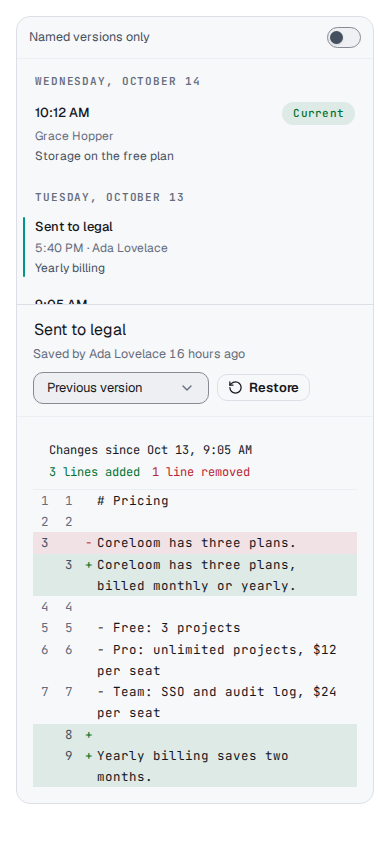 Named versions only
WEDNESDAY, OCTOBER 14
10:12 AM
Current
Grace Hopper
Storage on the free plan
TUESDAY, OCTOBER 13
Sent to legal
5:40 PM · Ada Lovelace
Yearly billing
9:05 AM
Sent to legal
Saved by Ada Lovelace 16 hours ago
Previous version
Restore
Changes since Oct 13, 9:05 AM
3 lines added 1 line removed
1 1 # Pricing
2 2
3 - Coreloom has three plans.
3 + Coreloom has three plans,
billed monthly or yearly.
4 4
5 5 - Free: 3 projects
6 6 - Pro: unlimited projects, $12
per seat
7 7 - Team: SSO and audit log, $24
per seat
8 +
9 + Yearly billing saves two
months.